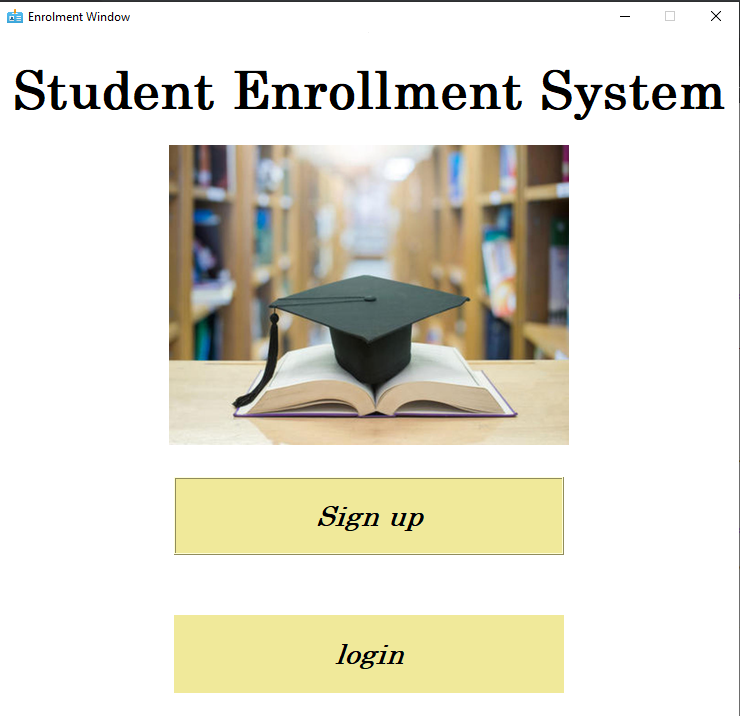 Enrolment Window
Student Enrollment System
Sign up
login